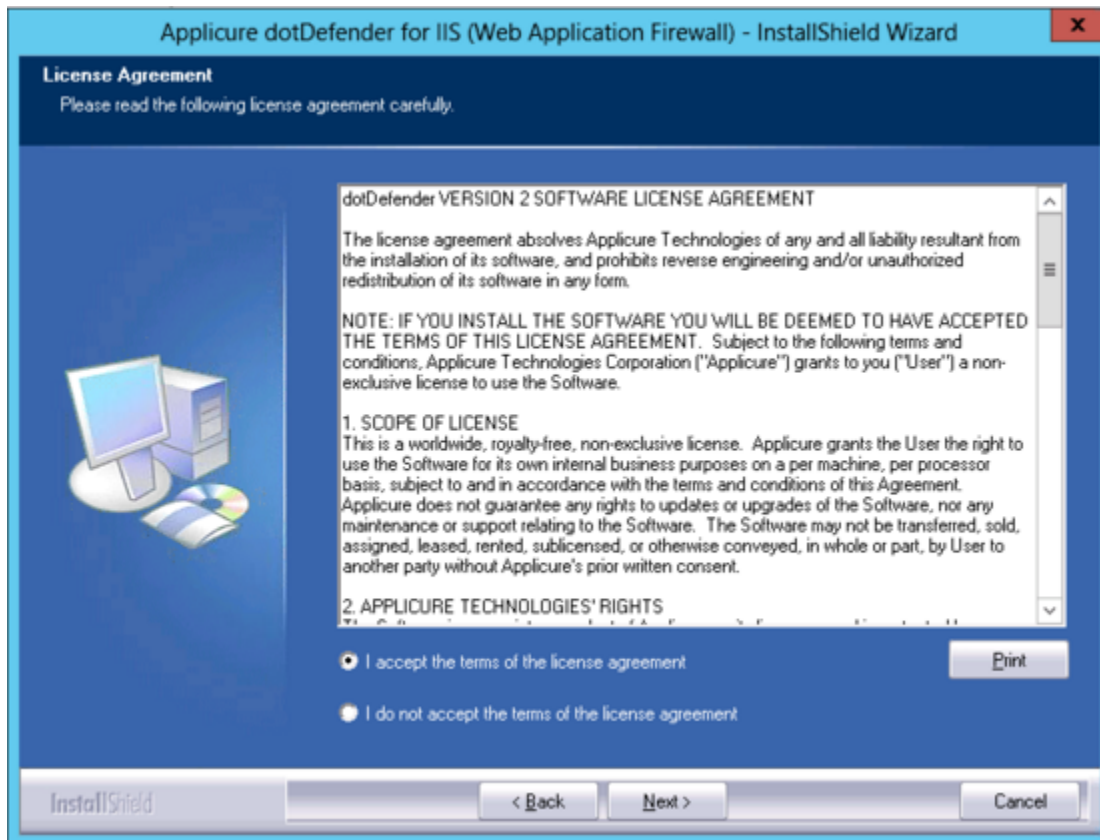 Applicure dotDefender for IIS (Web Application Firewall) - InstallShield Wizard
x
License Agreement
Please read the following license agreement carefully.
dotDefender VERSION 2 SOFTWARE LICENSE AGREEMENT
The license agreement absolves Applicure Technologies of any and all liability resultant from
the installation of its software, and prohibits reverse engineering and/or unauthorized
redistribution of its software in any form.
NOTE: IF YOU INSTALL THE SOFTWARE YOU WILL BE DEEMED TO HAVE ACCEPTED
THE TERMS OF THIS LICENSE AGREEMENT. Subject to the following terms and
conditions, Applicure Technologies Corporation ("Applicure") grants to you ("User") a non-
exclusive license to use the Software.
1. SCOPE OF LICENSE
This is a worldwide, royalty-free, non-exclusive license. Applicure grants the User the right to
use the Software for its own internal business purposes on a per machine, per processor
basis, subject to and in accordance with the terms and conditions of this Agreement.
Applicure does not guarantee any rights to updates or upgrades of the Software, nor any
maintenance or support relating to the Software. The Software may not be transferred, sold,
assigned, leased, rented, sublicensed, or otherwise conveyed, in whole or part, by User to
another party without Applicure's prior written consent.
2. APPLICURE TECHNOLOGIES' RIGHTS
I accept the terms of the license agreement
Print
I do not accept the terms of the license agreement
InstallShield
< Back
Next >
Cancel